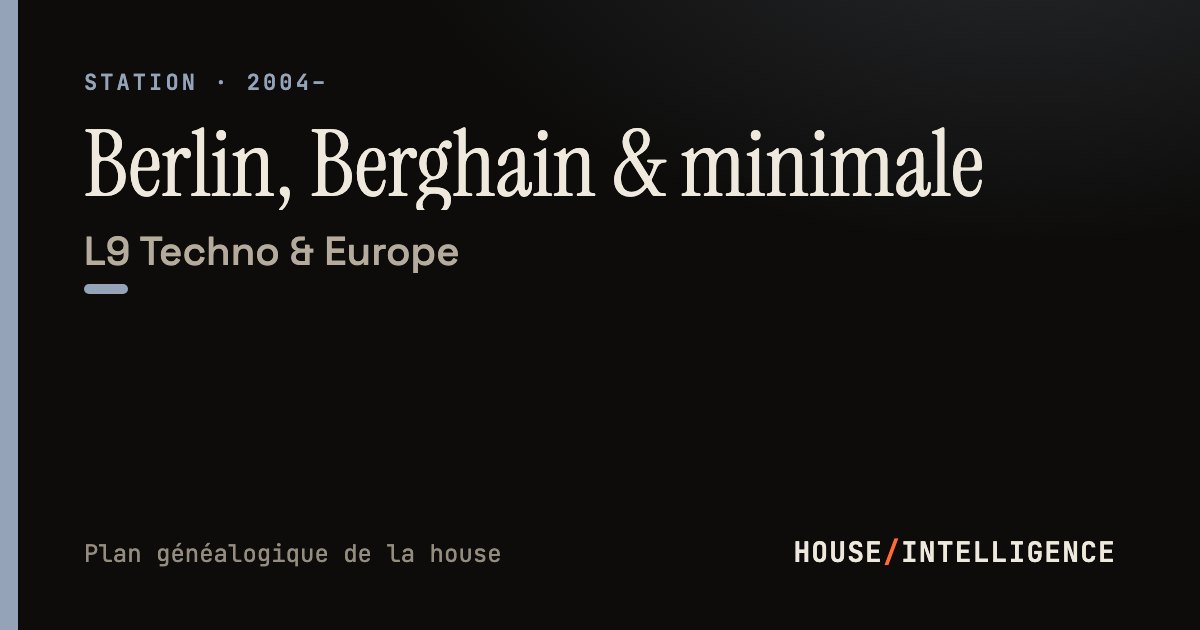 STATION · 2004–
Berlin, Berghain & minimale
L9 Techno & Europe
Plan généalogique de la house
HOUSE/INTELLIGENCE